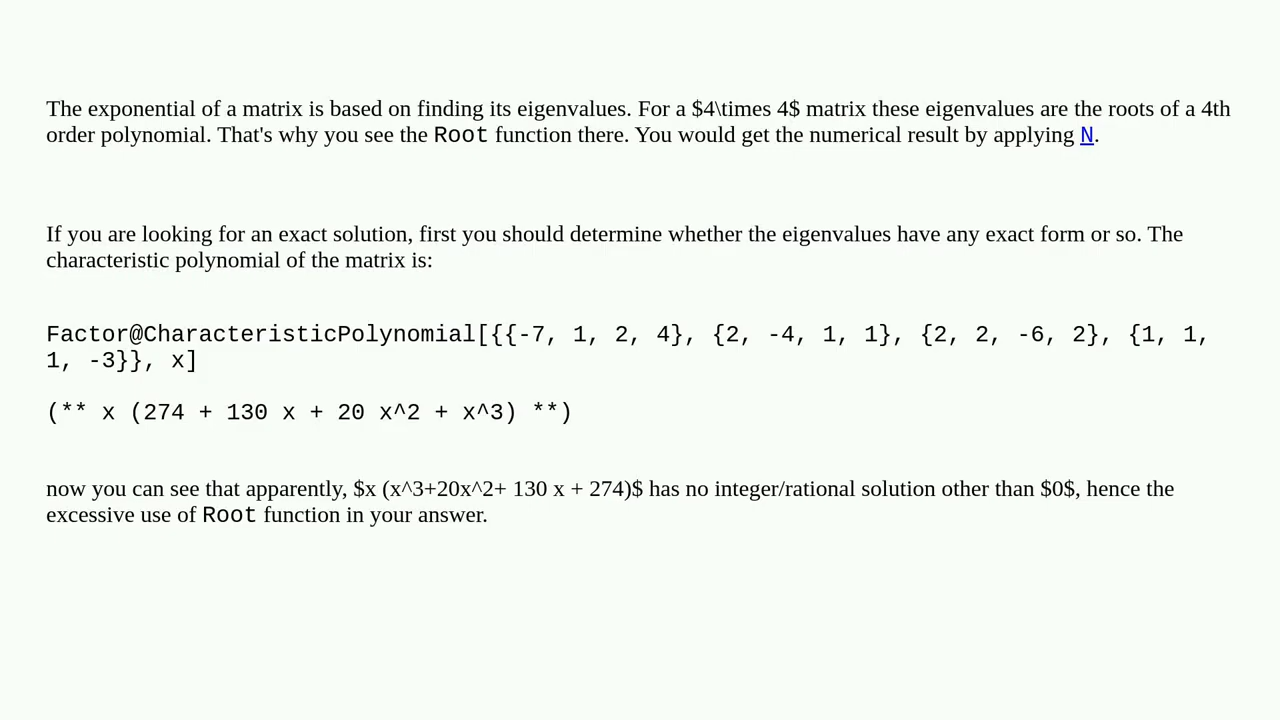 The exponential of a matrix is based on finding its eigenvalues. For a $4\times 4$ matrix these eigenvalues are the roots of a 4th
order polynomial. That's why you see the Root function there. You would get the numerical result by applying N.
If you are looking for an exact solution, first you should determine whether the eigenvalues have any exact form or so. The
characteristic polynomial of the matrix is:
Factor@CharacteristicPolynomial[{{-7, 1, 2, 4}, {2, -4, 1, 1}, {2, 2, -6, 2}, {1, 1,
1, -3}}, x]
(** x (274 + 130 x + 20 x^2 + x^3) **)
now you can see that apparently, $x (x^3+20x^2+ 130 x + 274)$ has no integer/rational solution other than $0$, hence the
excessive use of Root function in your answer.